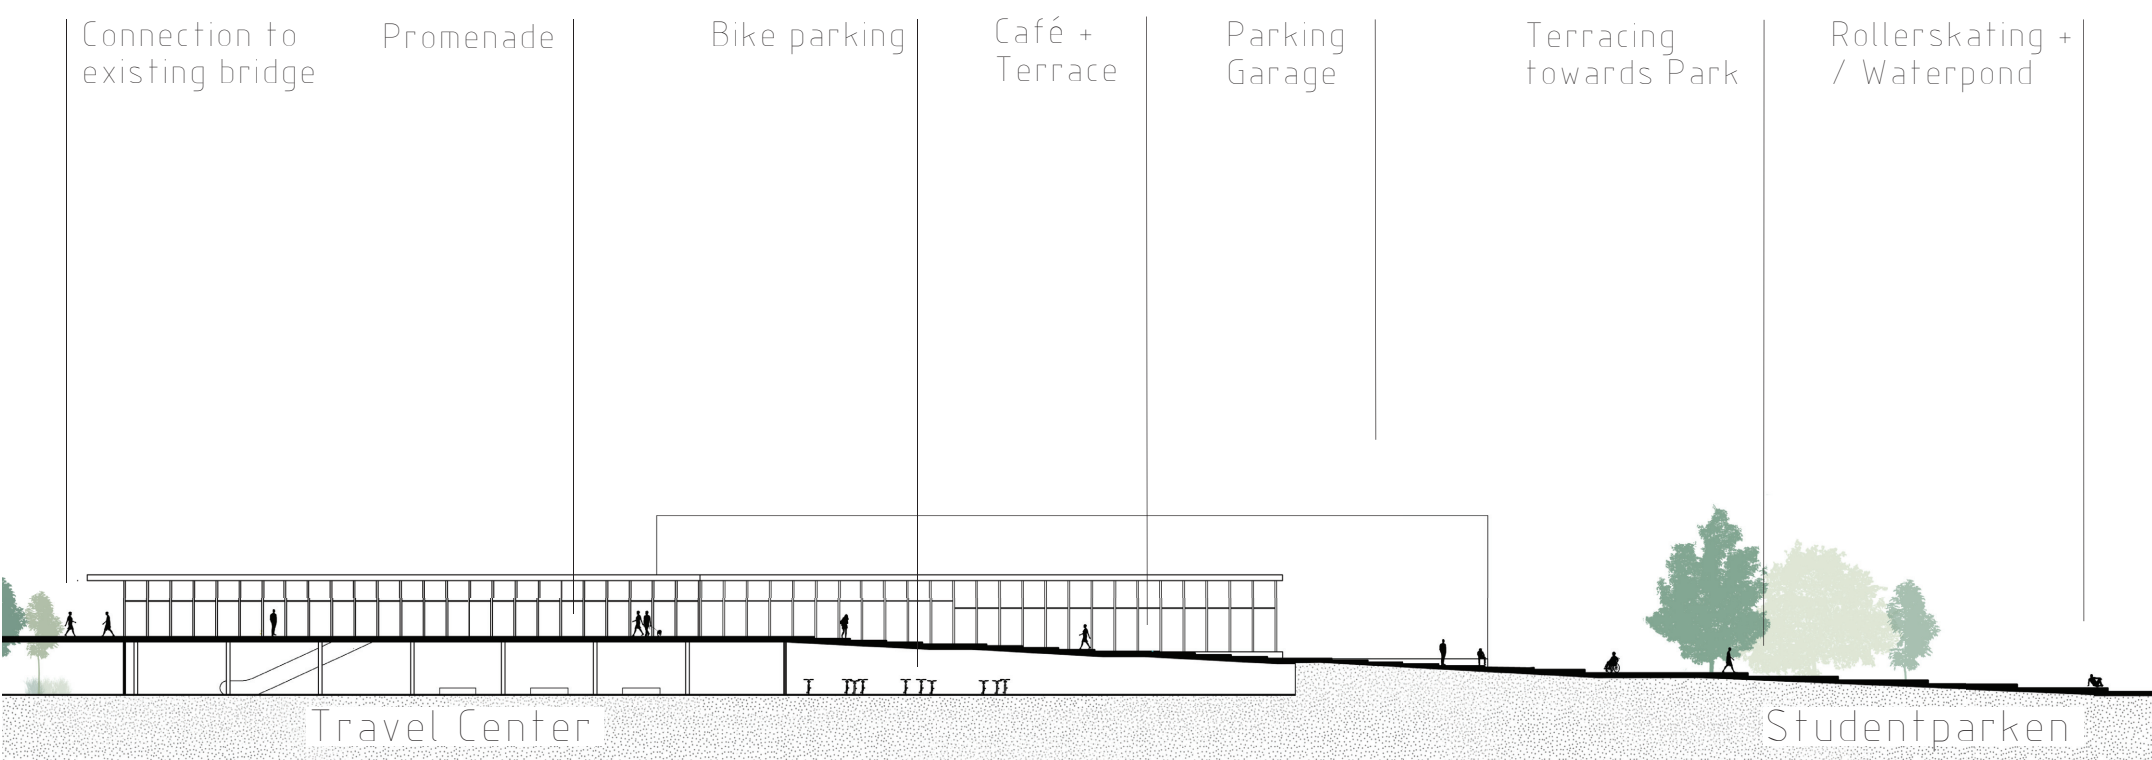 Connection to
existing bridge
Promenade
Bike parking
Café +
Terrace
Parking
Garage
Terracing
towards Park
Rollerskating +
/ Waterpond
Travel Center
Studentparken